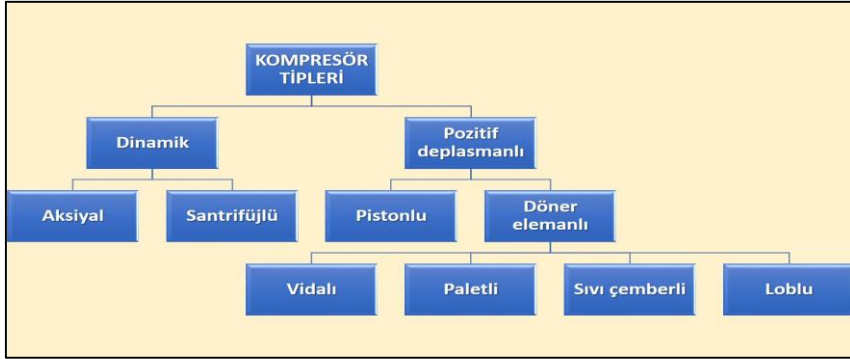 KOMPRESÖR
TİPLERİ
Dinamik
Pozitif
deplasmanlı
Aksiyal
Santrifüjlü
Pistonlu
Döner
elemanlı
Vidalı
Paletli
Sıvı çemberli
Loblu